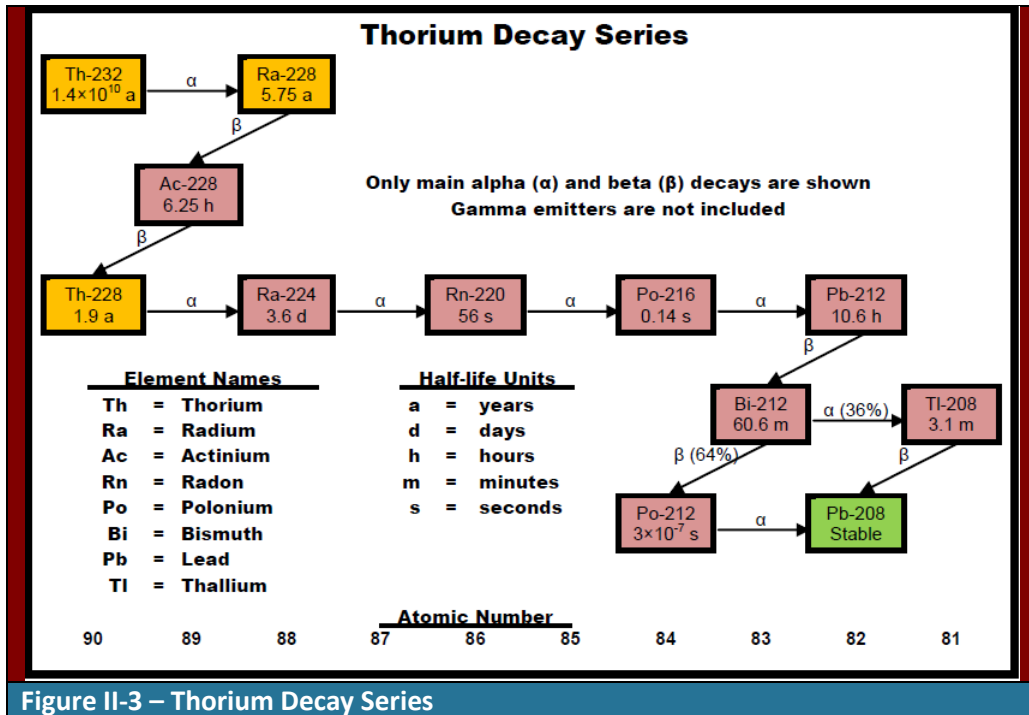 Thorium Decay Series
Th-232
1.4×10¹⁰ a
α
Ra-228
5.75 a
β
Ac-228
6.25 h
Only main alpha (α) and beta (β) decays are shown
Gamma emitters are not included
β
Th-228
1.9 a
α
Ra-224
3.6 d
α
Rn-220
56 s
α
Po-216
0.14 s
α
Pb-212
10.6 h
β
Element Names
Th = Thorium
Ra = Radium
Ac = Actinium
Rn = Radon
Po = Polonium
Bi = Bismuth
Pb = Lead
Tl = Thallium
Half-life Units
a = years
d = days
h = hours
m = minutes
s = seconds
Bi-212
60.6 m
α (36%)
Tl-208
3.1 m
β (64%)
β
Po-212
3×10⁻⁷ s
α
Pb-208
Stable
Atomic Number
90 89 88 87 86 85 84 83 82 81
Figure II-3 – Thorium Decay Series